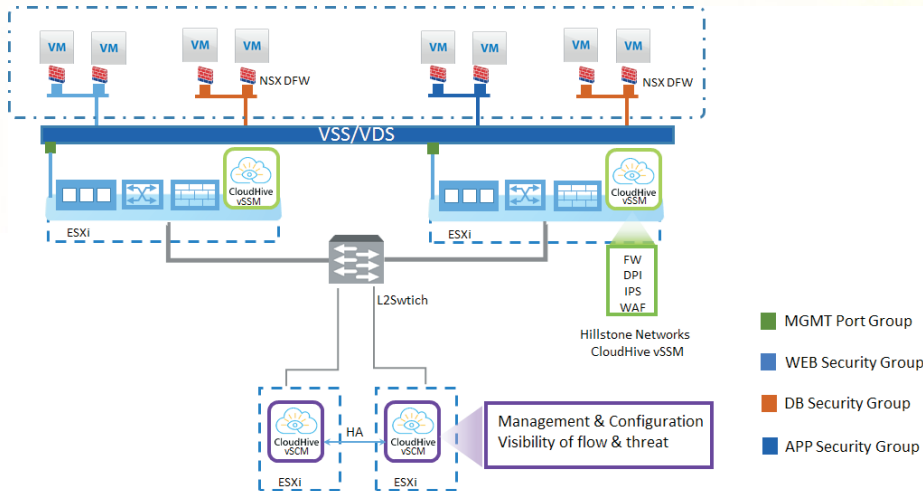 VM
VM
VM
VM
NSX DFW
VM
VM
VM
VM
NSX DFW
VSS/VDS
CloudHive
vSSM
ESXi
CloudHive
vSSM
ESXi
FW
DPI
IPS
WAF
L2Swtich
Hillstone Networks
CloudHive vSSM
MGMT Port Group
WEB Security Group
DB Security Group
APP Security Group
CloudHive
vSCM
ESXi
HA
CloudHive
vSCM
ESXi
Management & Configuration
Visibility of flow & threat